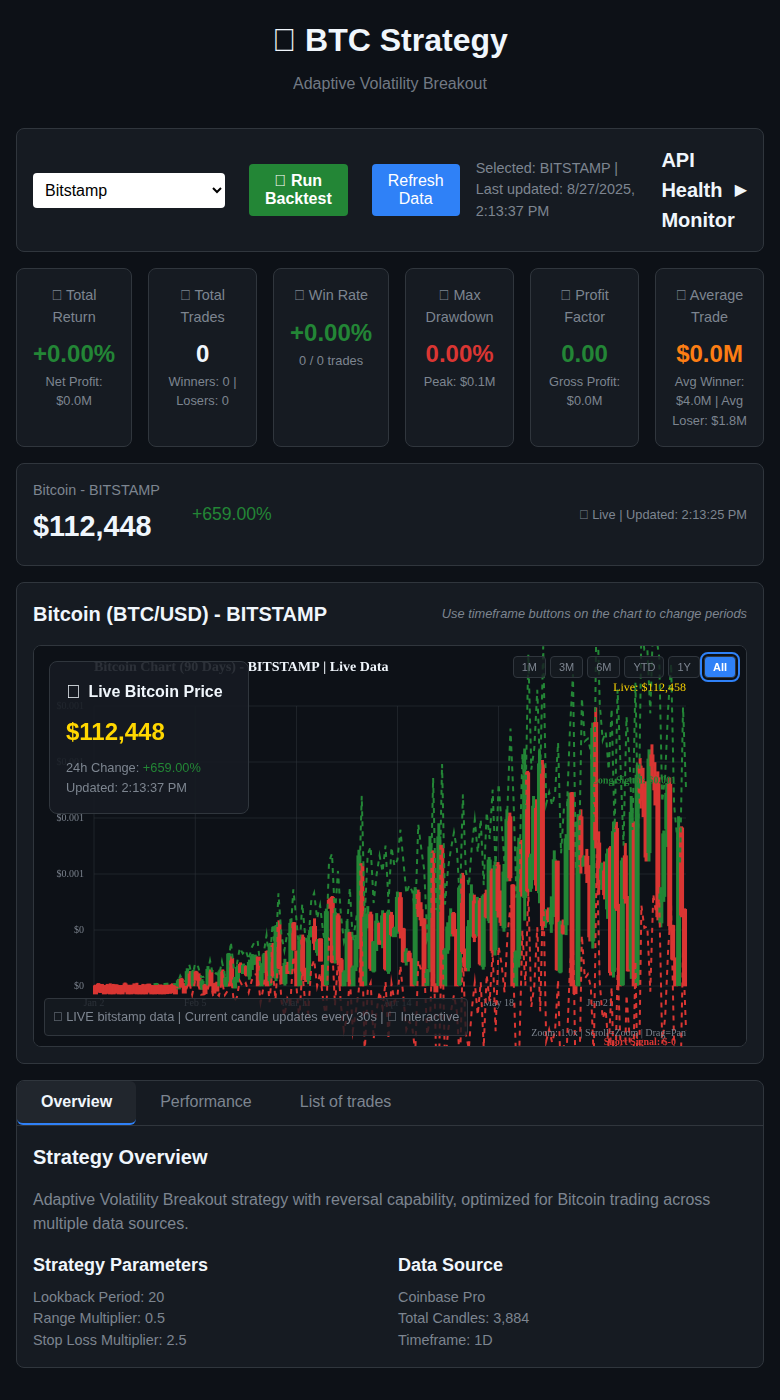 BTC Strategy
Adaptive Volatility Breakout
Bitstamp
Run
Backtest
Refresh
Data
Selected: BITSTAMP |
Last updated: 8/27/2025,
2:13:37 PM
API
Health ▶
Monitor
Total
Return
+0.00%
Net Profit:
$0.0M
Total
Trades
0
Winners: 0 |
Losers: 0
Win Rate
+0.00%
0 / 0 trades
Max
Drawdown
0.00%
Peak: $0.1M
Profit
Factor
0.00
Gross Profit:
$0.0M
Average
Trade
$0.0M
Avg Winner:
$4.0M | Avg
Loser: $1.8M
Bitcoin - BITSTAMP
$112,448
+659.00%
Live | Updated: 2:13:25 PM
Bitcoin (BTC/USD) - BITSTAMP
Use timeframe buttons on the chart to change periods
Bitcoin Chart (90 Days) - BITSTAMP | Live Data
1M 3M 6M YTD 1Y All
Live: $112,458
Live Bitcoin Price
$112,448
24h Change: +659.00%
Updated: 2:13:37 PM
$0.001
$0.001
$0
$0
Jan 2
Feb 5
May 18
LIVE bitstamp data | Current candle updates every 30s | Interactive
Zoom: 1.0x | Scroll=Zoom | Drag=Pan
Overview
Performance
List of trades
Strategy Overview
Adaptive Volatility Breakout strategy with reversal capability, optimized for Bitcoin trading across
multiple data sources.
Strategy Parameters
Lookback Period: 20
Range Multiplier: 0.5
Stop Loss Multiplier: 2.5
Data Source
Coinbase Pro
Total Candles: 3,884
Timeframe: 1D